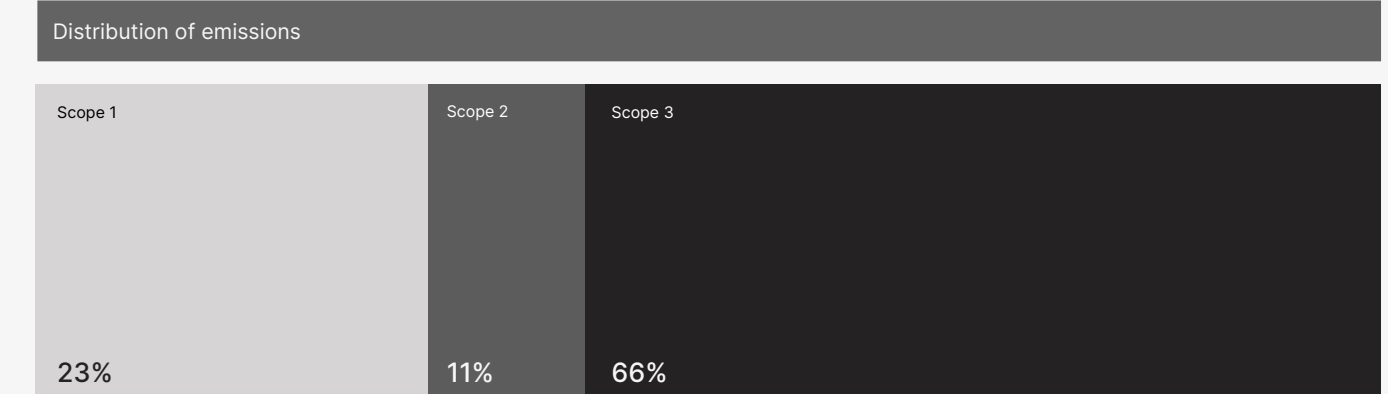 Distribution of emissions
Scope 1
Scope 2
Scope 3
23%
11%
66%